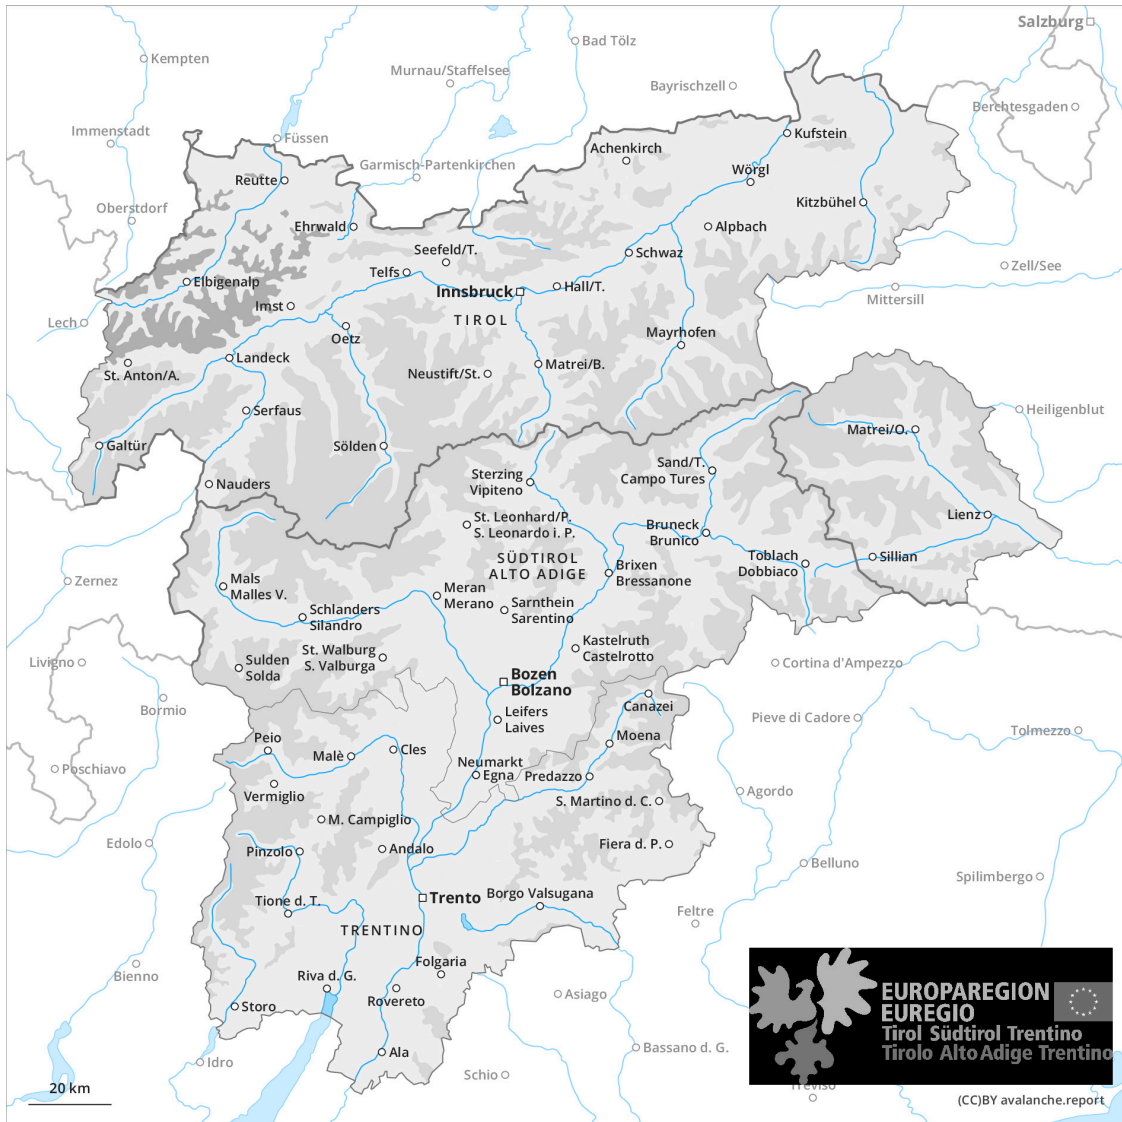 Salzburg
Bad Tölz
Kempten
Murnau/Staffelsee
Bayrischzell
Berchtesgaden
Immenstadt
Füssen
Kufstein
Achenkirch
Garmisch-Partenkirchen
Wörgl
Reutte
Kitzbühel
Oberstdorf
Ehrwald
Alpbach
Seefeld/T.
Schwaz
Telfs
Zell/See
Elbigenalp
Innsbruck
Hall/T.
Mittersill
Imst
TIROL
Lech
Oetz
Mayrhofen
Landeck
Matrei/B.
St. Anton/A.
Neustift/St.
Serfaus
Heiligenblut
Matrei/O.
Galtür
Sölden
Sand/T.
Campo Tures
Sterzing
Vipiteno
Nauders
St. Leonhard/P.
S. Leonardo i. P.
Lienz
Bruneck
Brunico
SÜDTIROL
ALTO ADIGE
Toblach
Dobbiaco
Sillian
Brixen
Bressanone
Zernez
Mals
Malles V.
Meran
Merano
Sarnthein
Sarentino
Schlanders
Silandro
Kastelruth
Castelrotto
St. Walburg
S. Valburga
Livigno
Sulden
Solda
Cortina d'Ampezzo
Bozen
Bolzano
Bormio
Canazei
Leifers
Laives
Pieve di Cadore
Tolmezzo
Peio
Moena
Malè
Cles
Neumarkt
Egna
Predazzo
Poschiavo
Vermiglio
Agordo
S. Martino d. C.
M. Campiglio
Edolo
Pinzolo
Andalo
Fiera d. P.
Belluno
Spilimbergo
Tione d. T.
Trento
Borgo Valsugana
Feltre
TRENTINO
Bienno
Folgaria
Riva d. G.
Rovereto
Storo
Asiago
EUROPAREGION
EUREGIO
Tirol Südtirol Trentino
Tirolo Alto Adige Trentino
Ala
Idro
Bassano d. G.
Schio
Treviso
20 km
(CC)BY avalanche.report